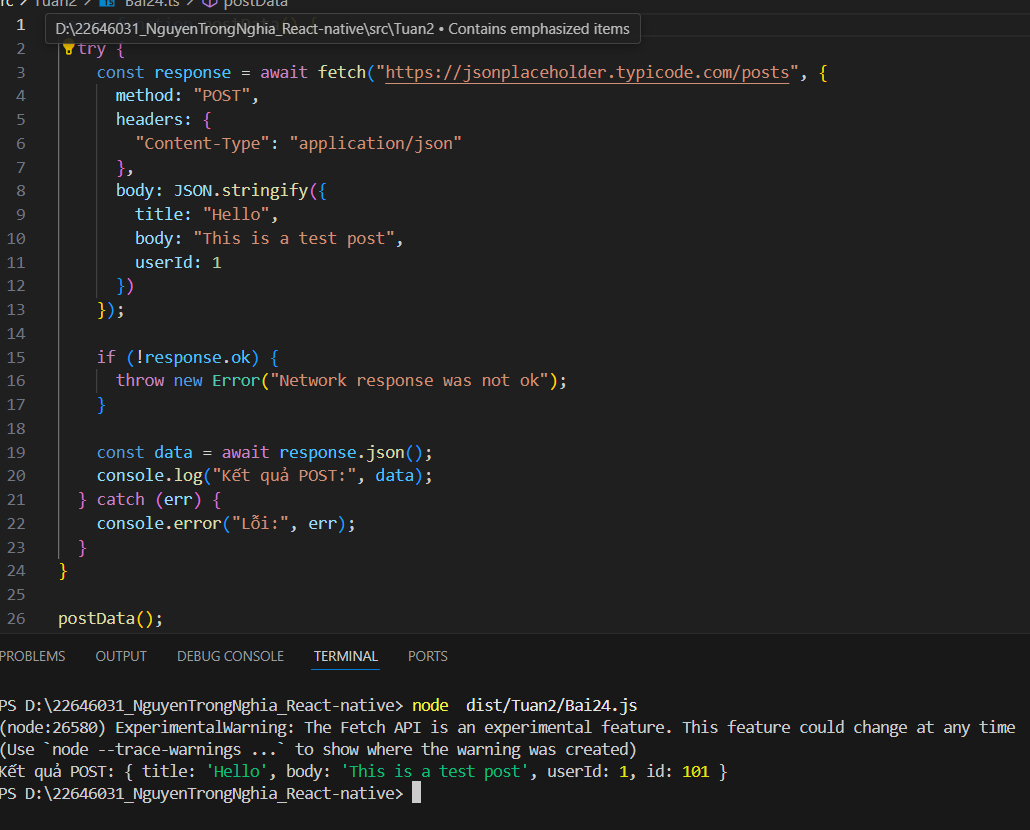 rc > Tuan2 > Bai24.ts > postData
D:\22646031_NguyenTrongNghia_React-native\src\Tuan2 • Contains emphasized items
1
2 try {
3 const response = await fetch("https://jsonplaceholder.typicode.com/posts", {
4 method: "POST",
5 headers: {
6 "Content-Type": "application/json"
7 },
8 body: JSON.stringify({
9 title: "Hello",
10 body: "This is a test post",
11 userId: 1
12 })
13 });
14
15 if (!response.ok) {
16 throw new Error("Network response was not ok");
17 }
18
19 const data = await response.json();
20 console.log("Kết quả POST:", data);
21 } catch (err) {
22 console.error("Lỗi:", err);
23 }
24 }
25
26 postData();
PROBLEMS OUTPUT DEBUG CONSOLE TERMINAL PORTS
PS D:\22646031_NguyenTrongNghia_React-native> node  dist/Tuan2/Bai24.js
(node:26580) ExperimentalWarning: The Fetch API is an experimental feature. This feature could change at any time
(Use `node --trace-warnings ...` to show where the warning was created)
Kết quả POST: { title: 'Hello', body: 'This is a test post', userId: 1, id: 101 }
PS D:\22646031_NguyenTrongNghia_React-native>